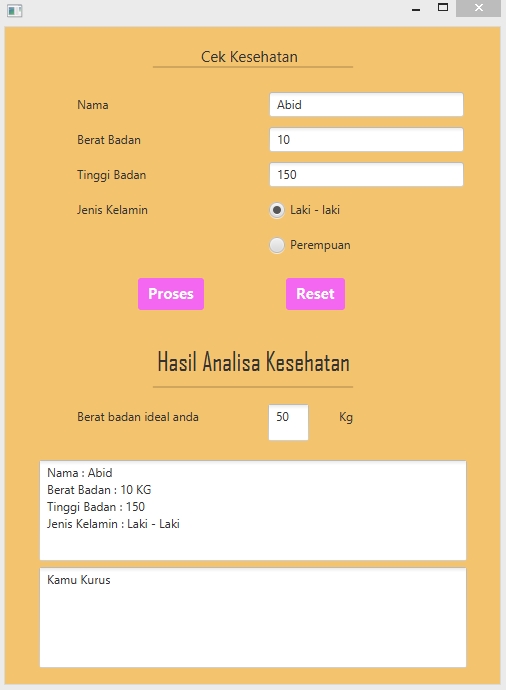 Cek Kesehatan
Nama Abid
Berat Badan 10
Tinggi Badan 150
Jenis Kelamin Laki - laki
Perempuan
Proses Reset
Hasil Analisa Kesehatan
Berat badan ideal anda 50 Kg
Nama : Abid
Berat Badan : 10 KG
Tinggi Badan : 150
Jenis Kelamin : Laki - Laki
Kamu Kurus